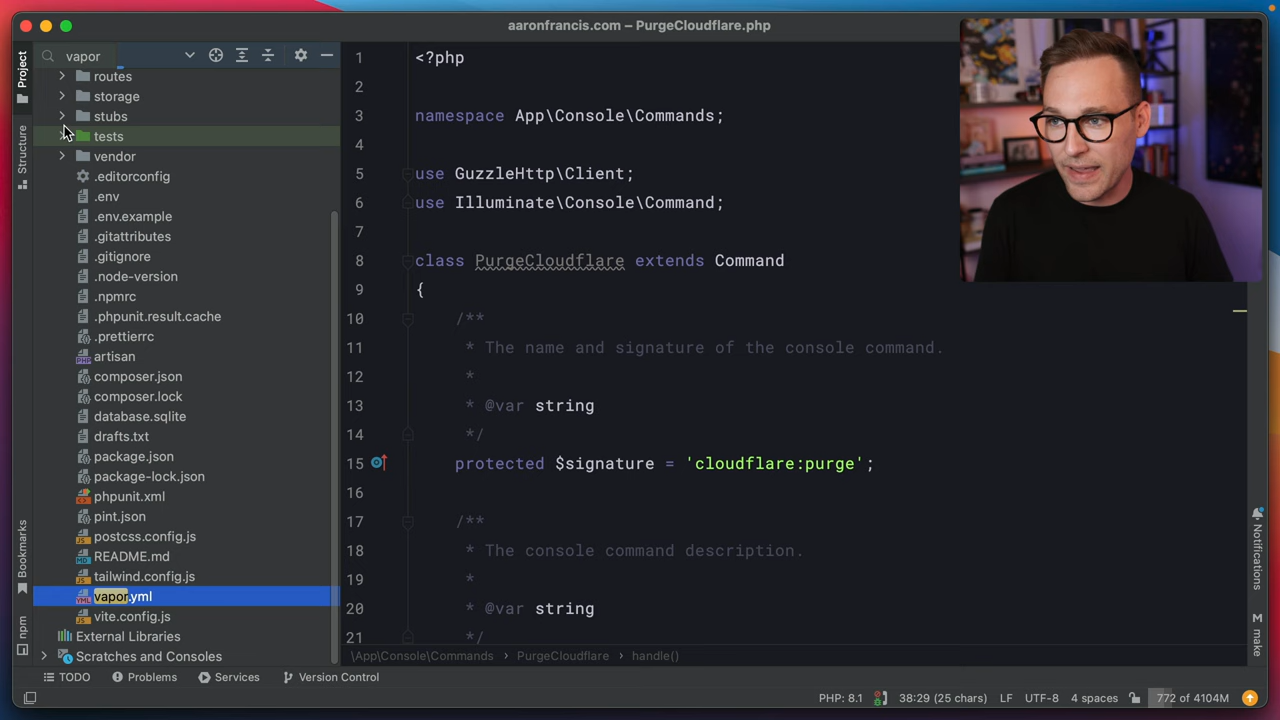 aaronfrancis.com – PurgeCloudflare.php
Project
vapor
routes
storage
stubs
tests
vendor
.editorconfig
.env
.env.example
.gitattributes
.gitignore
.node-version
.npmrc
.phpunit.result.cache
.prettierrc
artisan
composer.json
composer.lock
database.sqlite
drafts.txt
package.json
package-lock.json
phpunit.xml
pint.json
postcss.config.js
README.md
tailwind.config.js
vapor.yml
vite.config.js
External Libraries
Scratches and Consoles
Structure
Bookmarks
npm
1 <?php
2
3 namespace App\Console\Commands;
4
5 use GuzzleHttp\Client;
6 use Illuminate\Console\Command;
7
8 class PurgeCloudflare extends Command
9 {
10 /**
11 * The name and signature of the console command.
12 *
13 * @var string
14 */
15 protected $signature = 'cloudflare:purge';
16
17 /**
18 * The console command description.
19 *
20 * @var string
21 */
Notifications
M make
\App\Console\Commands › PurgeCloudflare › handle()
TODO Problems Services Version Control
PHP: 8.1 38:29 (25 chars) LF UTF-8 4 spaces 772 of 4104M